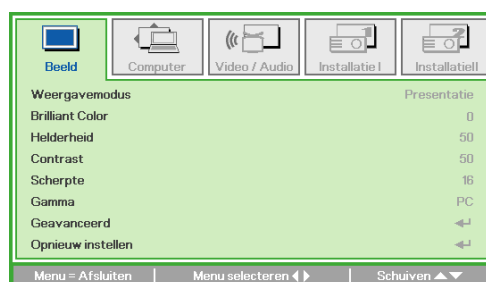 Beeld Computer Video / Audio Installatie I InstallatieII
Weergavemodus Presentatie
Brilliant Color 0
Helderheid 50
Contrast 50
Scherpte 16
Gamma PC
Geavanceerd
Opnieuw instellen
Menu = Afsluiten | Menu selecteren | Schuiven